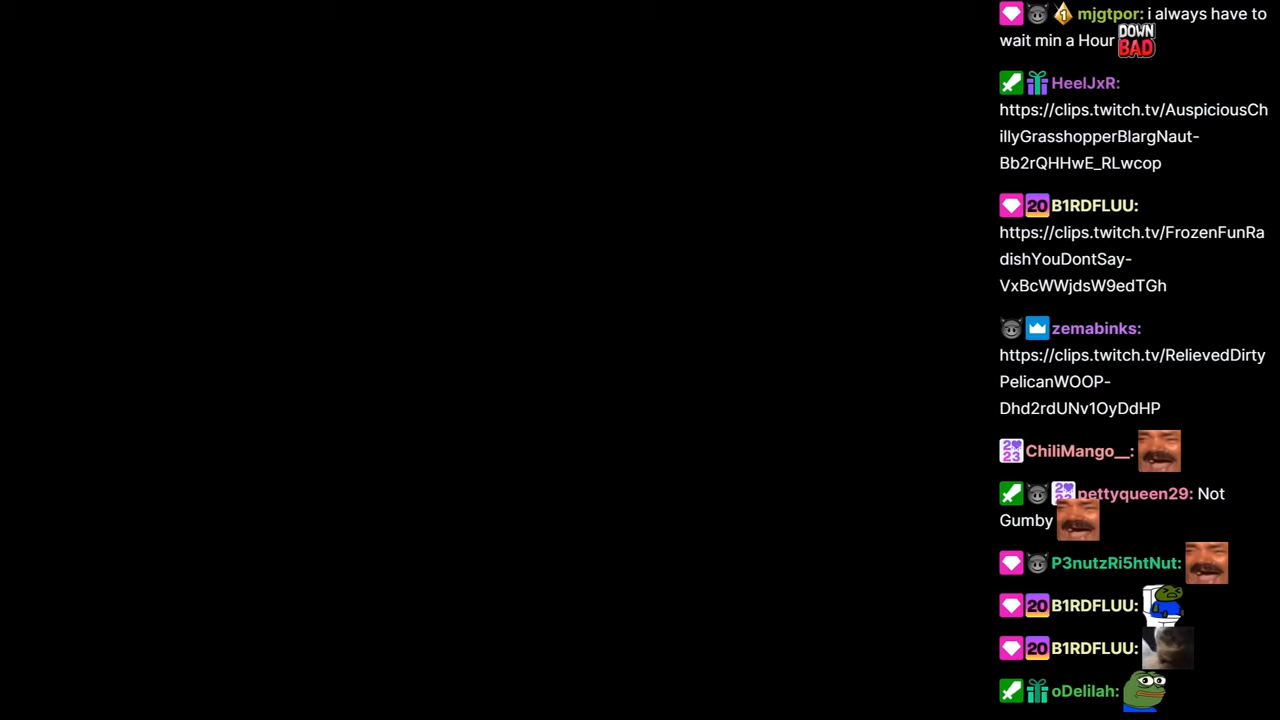 mjgtpor: i always have to
wait min a Hour DOWN BAD
HeelJxR:
https://clips.twitch.tv/AuspiciousCh
illyGrasshopperBlargNaut-
Bb2rQHHwE_RLwcop
20 B1RDFLUU:
https://clips.twitch.tv/FrozenFunRa
dishYouDontSay-
VxBcWWjdsW9edTGh
zemabinks:
https://clips.twitch.tv/RelievedDirty
PelicanWOOP-
Dhd2rdUNv1OyDdHP
ChiliMango__:
pettyqueen29: Not
Gumby
P3nutzRi5htNut:
20 B1RDFLUU:
20 B1RDFLUU:
oDelilah: